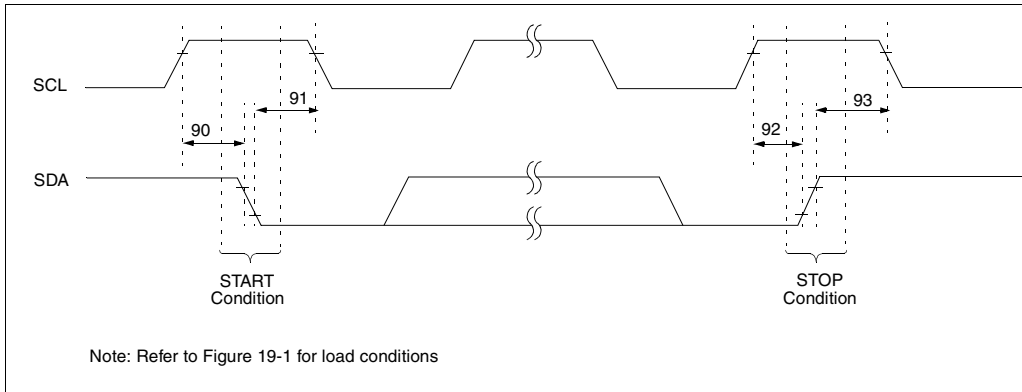 SCL
91
93
90
92
SDA
START
Condition
STOP
Condition
Note: Refer to Figure 19-1 for load conditions